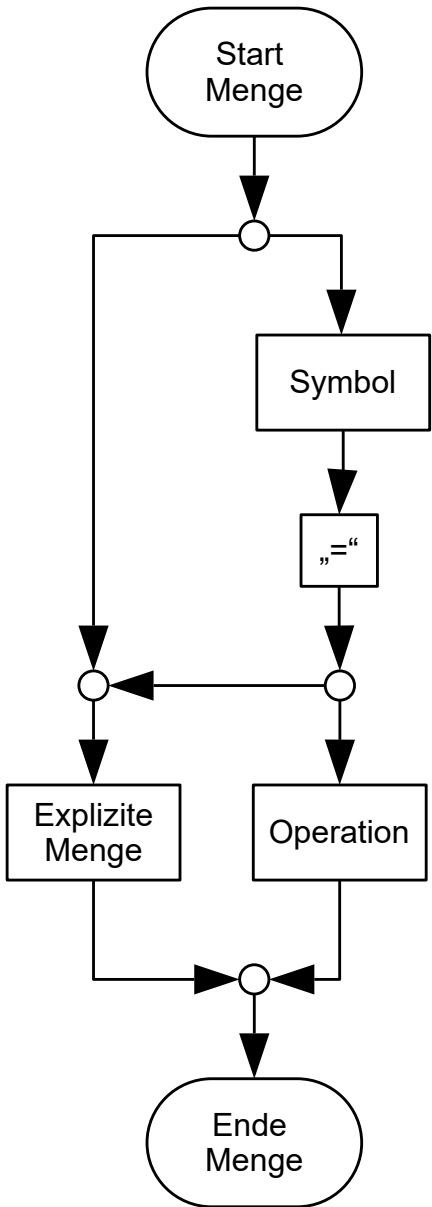 Start
Menge
Symbol
„=“
Explizite
Menge
Operation
Ende
Menge